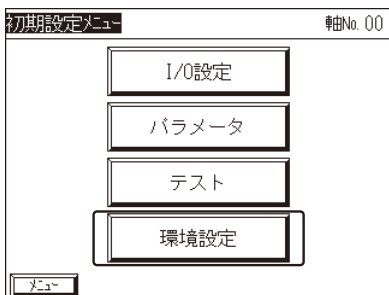 初期設定メニュー 軸No. 00
I/O設定
パラメータ
テスト
環境設定
メニュー